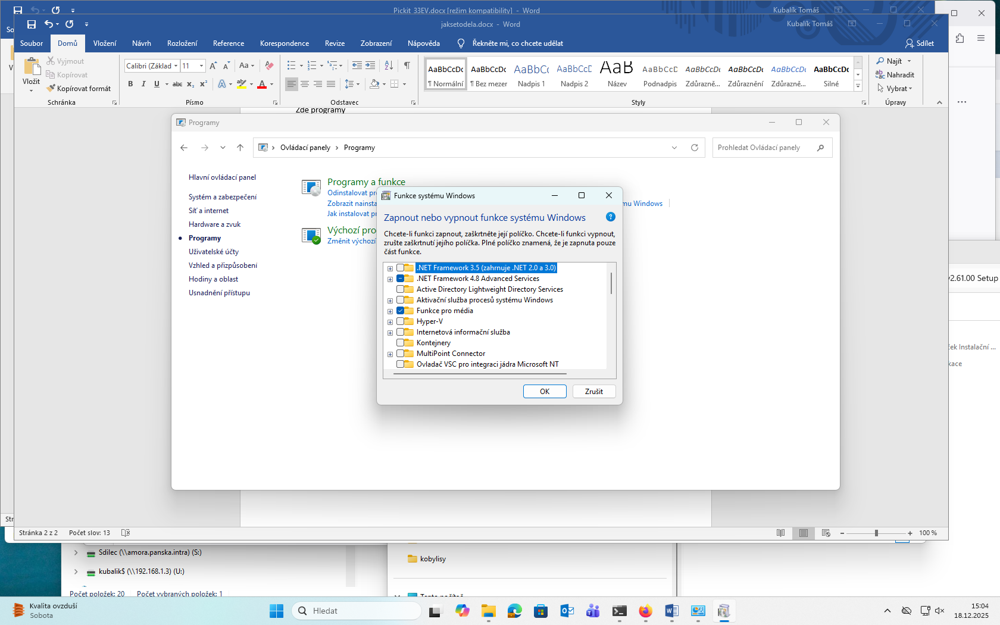 Pickit_33EV.docx [režim kompatibility] - Word
Kubalík Tomáš
jaksetodela.docx - Word
Kubalík Tomáš
Soubor
Domů
Vložení
Návrh
Rozložení
Reference
Korespondence
Revize
Zobrazení
Nápověda
Řekněte mi, co chcete udělat
Sdílet
Vložit
Vyjmout
Kopírovat
Kopírovat formát
Schránka
Calibri (Základ
11
Písmo
Odstavec
AaBbCcDc
¶ Normální
AaBbCcDc
¶ Bez mezer
AaBbCc
Nadpis 1
AaBbCcD
Nadpis 2
AaB
Název
AaBbCcD
Podnadpis
AaBbCcDc
Zdůrazně...
AaBbCcDc
Zdůraznění
AaBbCcDc
Zdůrazně...
AaBbCcDc
Silné
Styly
Najít
Nahradit
Vybrat
Úpravy
Zde programy
Programy
Ovládací panely
Programy
Prohledat Ovládací panely
Hlavní ovládací panel
Systém a zabezpečení
Síť a internet
Hardware a zvuk
Programy
Uživatelské účty
Vzhled a přizpůsobení
Hodiny a oblast
Usnadnění přístupu
Programy a funkce
Odinstalovat pr
Zobrazit nainsta
mu Windows
Jak instalovat p
Výchozí pro
Změnit výchozí
Funkce systému Windows
Zapnout nebo vypnout funkce systému Windows
Chcete-li funkci zapnout, zaškrtněte její políčko. Chcete-li funkci vypnout,
zrušte zaškrtnutí jejího políčka. Plné políčko znamená, že je zapnuta pouze
část funkce.
.NET Framework 3.5 (zahrnuje .NET 2.0 a 3.0)
.NET Framework 4.8 Advanced Services
Active Directory Lightweight Directory Services
Aktivační služba procesů systému Windows
Funkce pro média
Hyper-V
Internetová informační služba
Kontejnery
MultiPoint Connector
Ovladač VSC pro integraci jádra Microsoft NT
OK
Zrušit
v2.61.00 Setup
ek Instalační ...
kace
Stránka 2 z 2
Počet slov: 13
100 %
Sdilec (\\amora.panska.intra) (S:)
kubalik$ (\\192.168.1.3) (U:)
Počet položek: 20
Počet vybraných položek: 1
kobylisy
Tento počítač
Kvalita ovzduší
Sobota
Hledat
15:04
18.12.2025